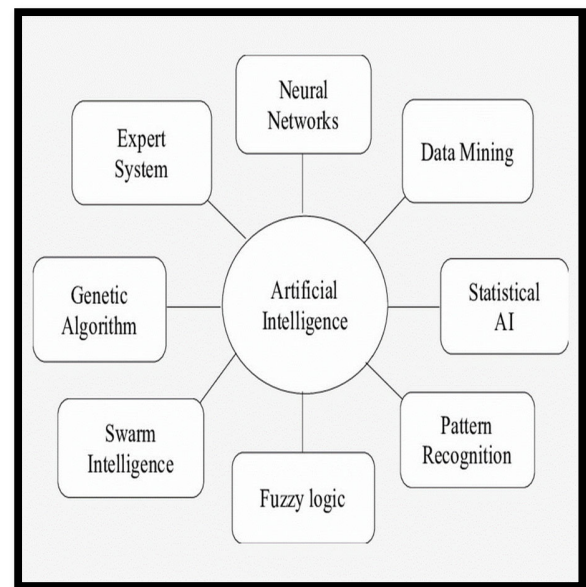 Neural
Networks
Expert
System
Data Mining
Genetic
Algorithm
Artificial
Intelligence
Statistical
AI
Swarm
Intelligence
Pattern
Recognition
Fuzzy logic